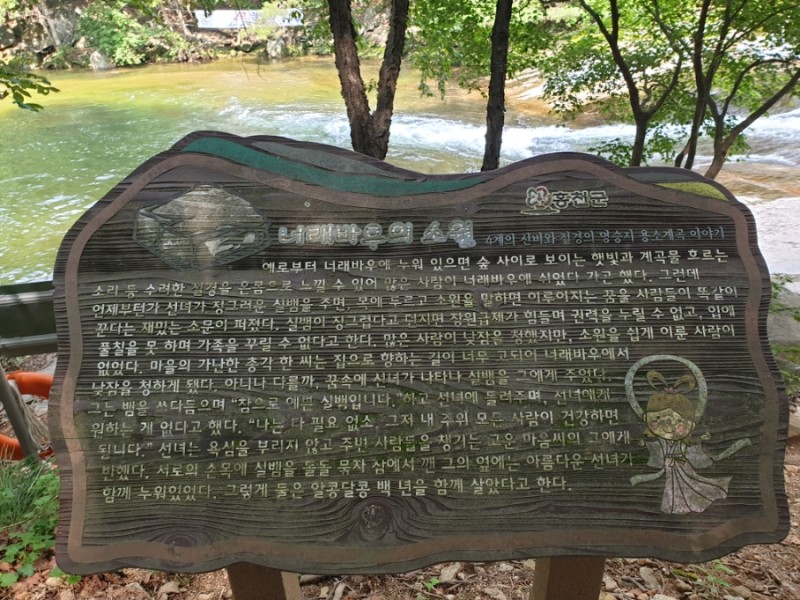 홍천군
너래바우의 소원 4계의 신비와 절경의 명승지 용소계곡 이야기
예로부터 너래바우에 누워 있으면 숲 사이로 보이는 햇빛과 계곡물 흐르는
소리 등 수려한 절경을 온몸으로 느낄 수 있어 많은 사람이 너래바우에 쉬었다 가곤 했다. 그런데
언제부터가 선녀가 징그러운 실뱀을 주면, 목에 두르고 소원을 말하면 이루어지는 꿈을 사람들이 똑같이
꾼다는 재밌는 소문이 퍼졌다. 실뱀이 징그럽다고 던지면 장원급제가 힘들며 권력을 누릴 수 없고, 입에
풀칠을 못 하며 가족을 꾸릴 수 없다고 한다. 많은 사람이 낮잠을 청했지만, 소원을 쉽게 이룬 사람이
없었다. 마을의 가난한 총각 한 씨는 집으로 향하는 길이 너무 고되어 너래바우에서
낮잠을 청하게 됐다. 아니나 다를까, 꿈속에 선녀가 나타나 실뱀을 그에게 주었다.
그는 뱀을 쓰다듬으며 “참으로 예쁜 실뱀입니다.”하고 선녀에 돌려주며, 선녀에게
원하는 게 없다고 했다. “나는 다 필요 없소. 그저 내 주위 모든 사람이 건강하면
됩니다.” 선녀는 욕심을 부리지 않고 주변 사람들을 챙기는 고운 마음씨의 그에게
반했다. 서로의 손목에 실뱀을 돌돌 묶자 잠에서 깬 그의 옆에는 아름다운 선녀가
함께 누워있었다. 그렇게 둘은 알콩달콩 백 년을 함께 살았다고 한다.